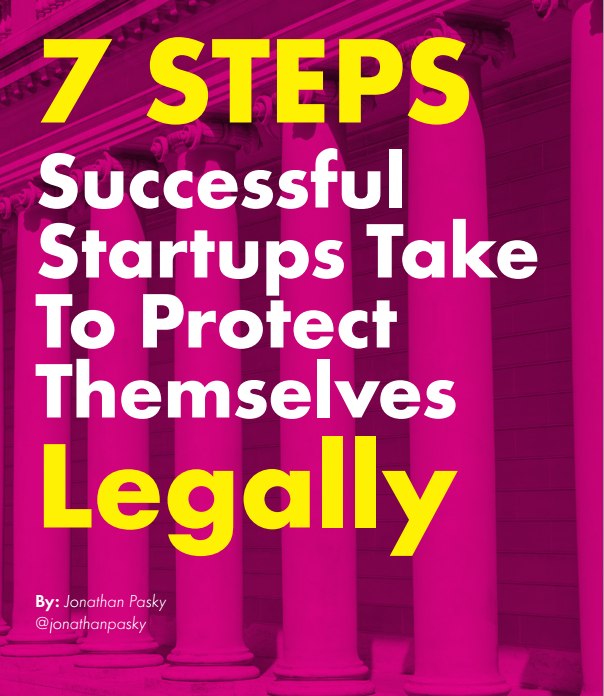 7 STEPS
Successful
Startups Take
To Protect
Themselves
Legally
By: Jonathan Pasky
@jonathanpasky